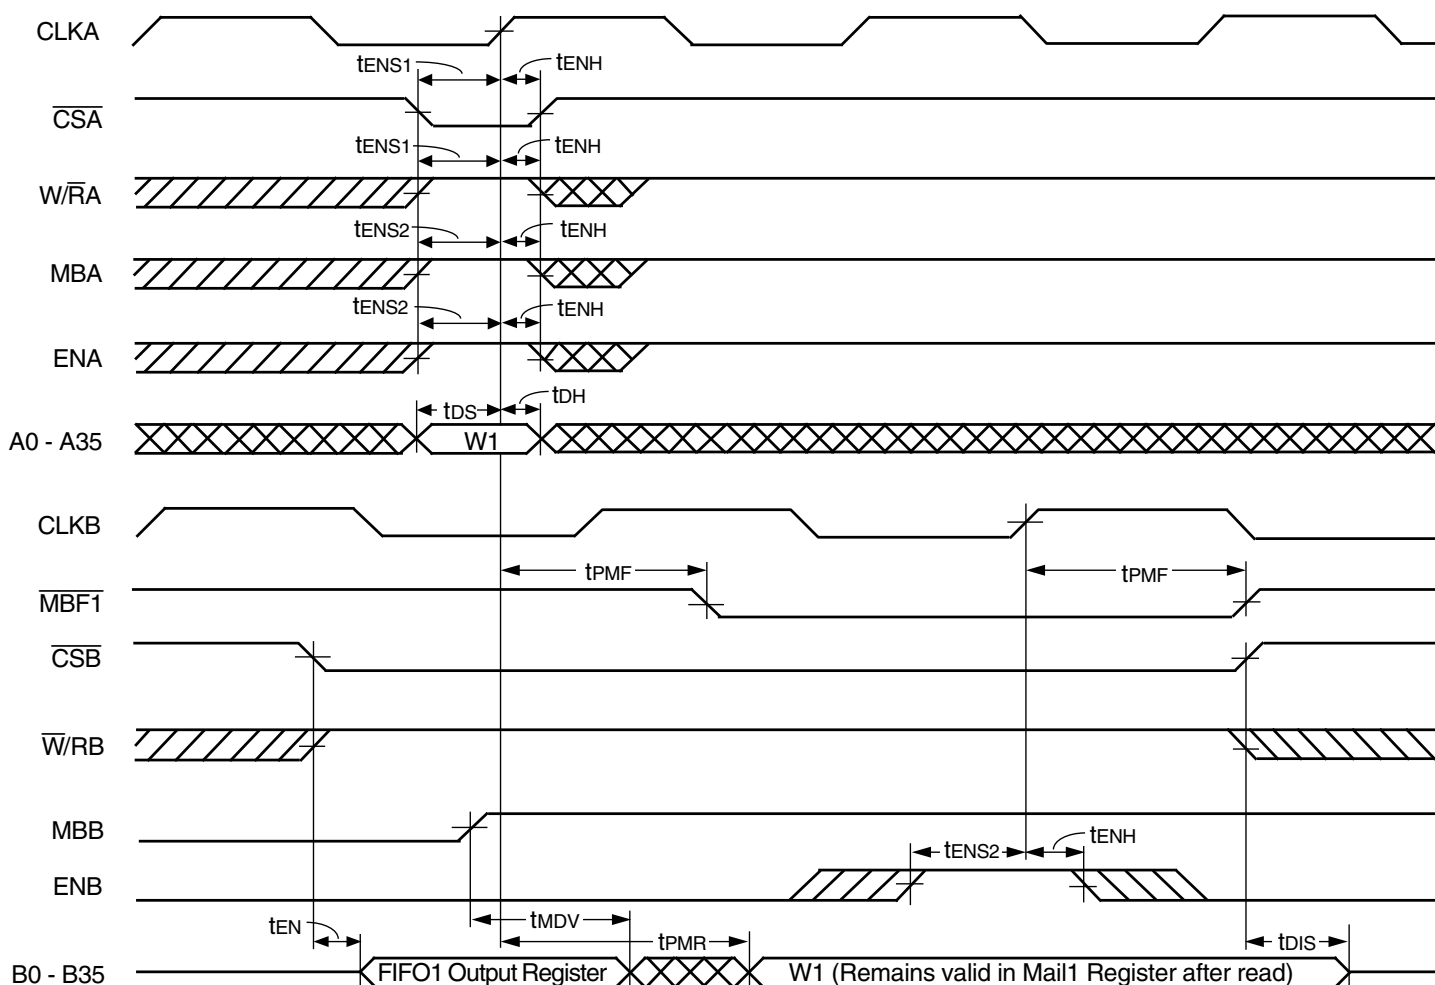 CLKA
tENS1 tENH
CSA
tENS1 tENH
W/RA
tENS2 tENH
MBA
tENS2 tENH
ENA
tDS tDH
A0 - A35 W1
CLKB
tPMF tPMF
MBF1
CSB
W/RB
MBB
tENS2 tENH
ENB
tEN tMDV tPMR tDIS
B0 - B35 FIFO1 Output Register W1 (Remains valid in Mail1 Register after read)